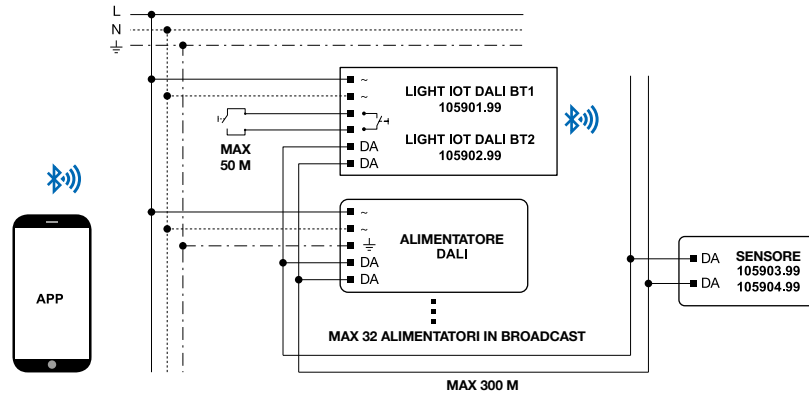 L
N
~
~
LIGHT IOT DALI BT1
105901.99
LIGHT IOT DALI BT2
105902.99
DA
DA
MAX
50 M
APP
~
~
ALIMENTATORE
DALI
DA
DA
DA
DA
SENSORE
105903.99
105904.99
MAX 32 ALIMENTATORI IN BROADCAST
MAX 300 M